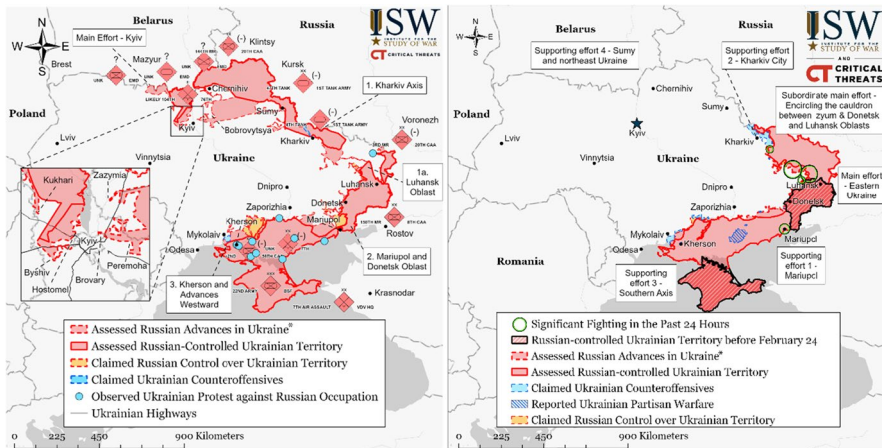 Belarus
Russia
ISW
INSTITUTE FOR THE
STUDY OF WAR
CRITICAL THREATS
N
W
E
S
Main Effort - Kyiv
Klintsy
Mazyur
Brest
Kursk
1. Kharkiv Axis
Chernihiv
Sumy
Voronezh
Poland
Kyiv
Bobrovytsya
Lviv
Kharkiv
1a.
Luhansk
Oblast
Vinnytsia
Ukraine
Dnipro
Luhansk
Donetsk
Zaporizhia
Kukhari
Zazymia
Kyiv
Byshiv
Hostomel
Brovary
Peremoha
Kherson
Mariupol
Rostov
Mykolaiv
Odesa
2. Mariupol and
Donetsk Oblast
3. Kherson and
Advances
Westward
Krasnodar
7TH AIR ASSAULT
VDV HQ
Assessed Russian Advances in Ukraine*
Assessed Russian-Controlled Ukrainian Territory
Claimed Russian Control over Ukrainian Territory
Claimed Ukrainian Counteroffensives
Observed Ukrainian Protest against Russian Occupation
Ukrainian Highways
0 225 450 900 Kilometers
Belarus
Russia
ISW
INSTITUTE FOR THE
STUDY OF WAR
AND
CRITICAL
THREATS
N
W
E
S
Supporting effort 4 - Sumy
and northeast Ukraine
Supporting effort
2 - Kharkiv City
Subordirate main effort -
Encirling the cauldron
between zyum & Donetsk
and Luhansk Oblasts
Poland
Chernihiv
Sumy
Kyiv
Lviv
Kharkiv
Vinnytsia
Ukraine
Main effort
- Eastern
Ukraine
Dnipro
Luhansk
Donetsk
Zaporizhia
Mykolaiv
Kherson
Mariupol
Odesa
Romania
Supporting
effort 3 -
Southern Axis
Supporting
effort 1 -
Mariupcl
Significant Fighting in the Past 24 Hours
Russian-controlled Ukrainian Territory before February 24
Assessed Russian Advances in Ukraine*
Assessed Russian-controlled Ukrainian Territory
Claimed Ukrainian Counteroffensives
Reported Ukrainian Partisan Warfare
Claimed Russian Control over Ukrainian Territory
0 225 450 900 Kilometers